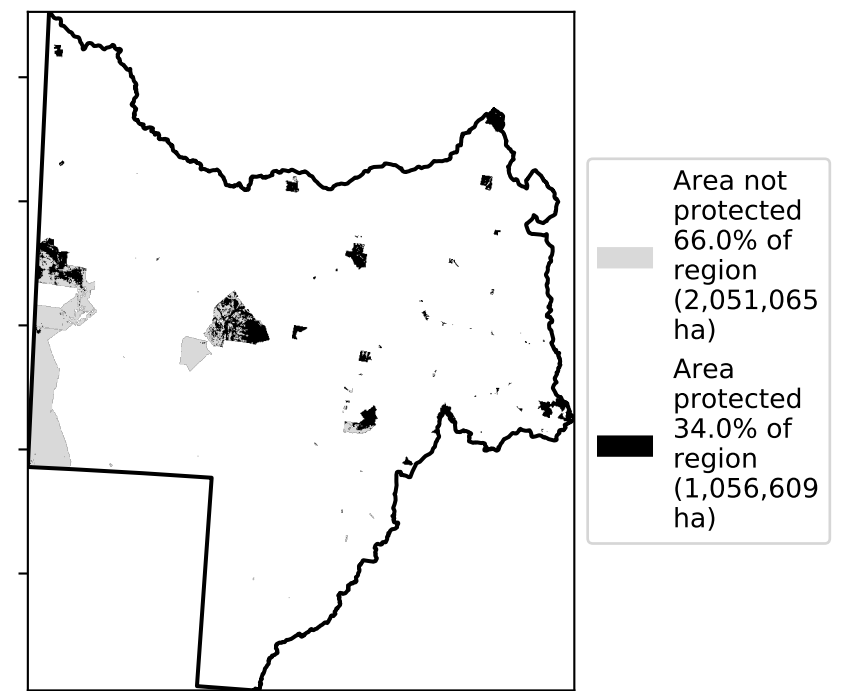 Area not
protected
66.0% of
region
(2,051,065
ha)
Area
protected
34.0% of
region
(1,056,609
ha)